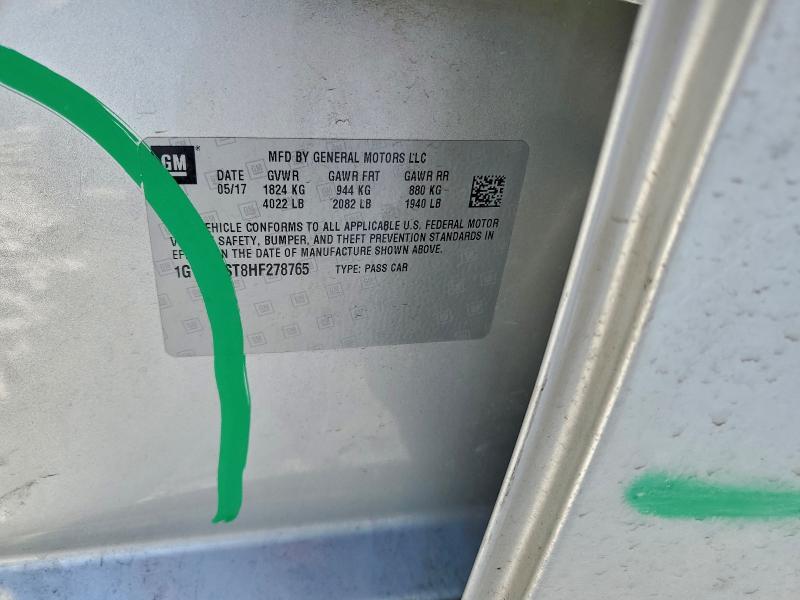 GM
MFD BY GENERAL MOTORS LLC
DATE GVWR GAWR FRT GAWR RR
05/17 1824 KG 944 KG 880 KG
4022 LB 2082 LB 1940 LB
VEHICLE CONFORMS TO ALL APPLICABLE U.S. FEDERAL MOTOR
SAFETY, BUMPER, AND THEFT PREVENTION STANDARDS IN
ON THE DATE OF MANUFACTURE SHOWN ABOVE.
TYPE: PASS CAR